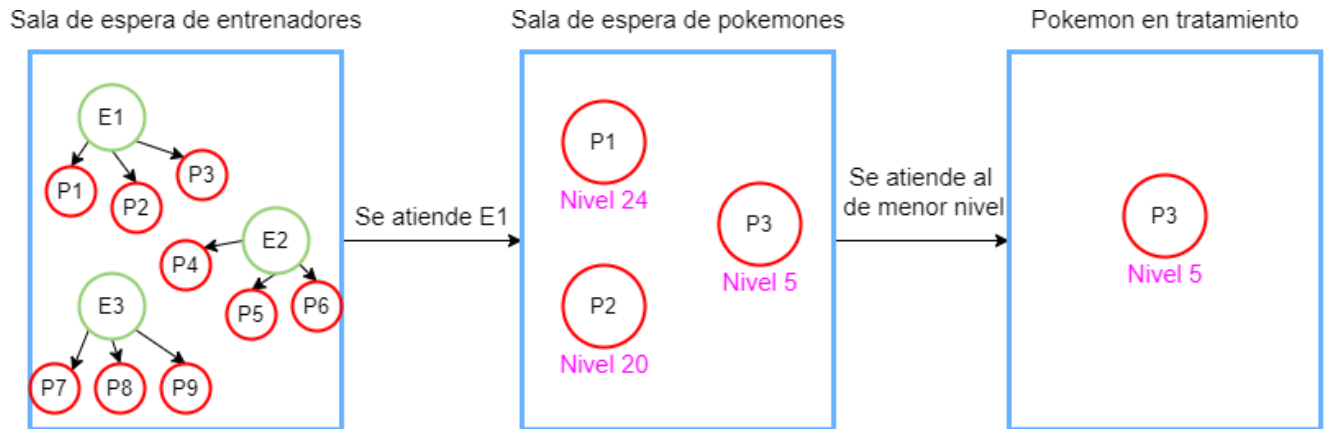 Sala de espera de entrenadores
Sala de espera de pokemones
Pokemon en tratamiento
E1
P1
P2
P3
E2
P4
P5
P6
E3
P7
P8
P9
Se atiende E1
P1
Nivel 24
P3
Nivel 5
P2
Nivel 20
Se atiende al
de menor nivel
P3
Nivel 5